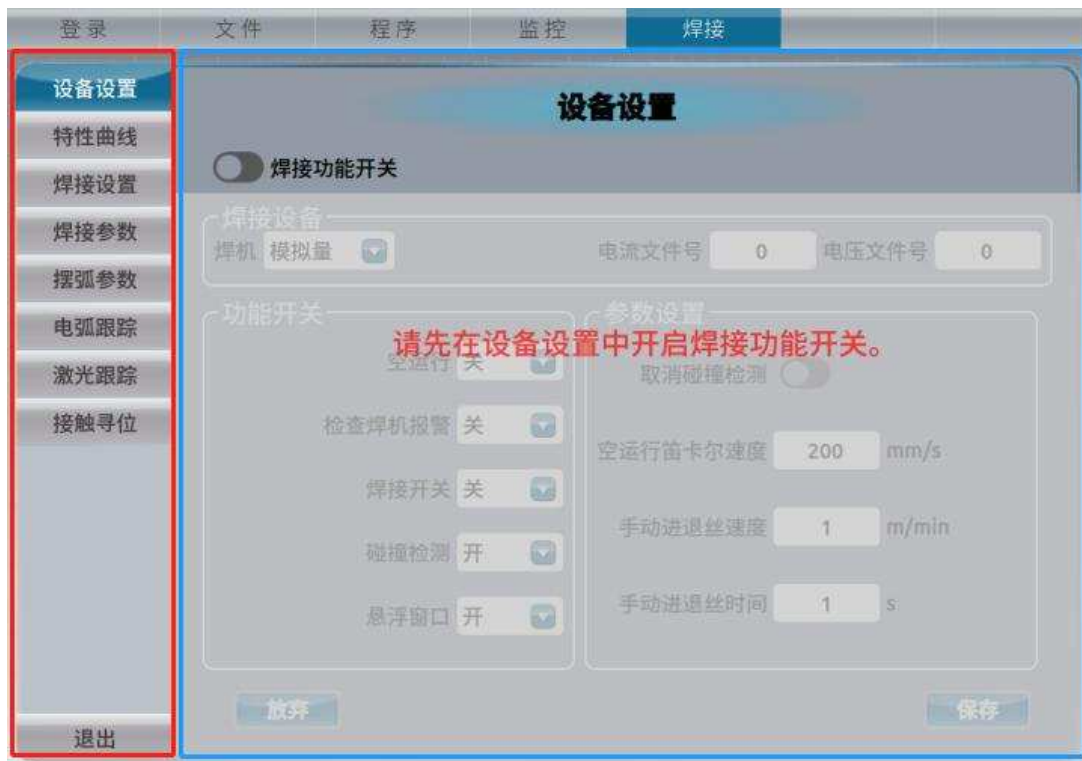 登录 文件 程序 监控 焊接
设备设置
特性曲线
焊接设置
焊接参数
摆弧参数
电弧跟踪
激光跟踪
接触寻位
退出
设备设置
焊接功能开关
焊接设备
焊机 模拟量 电流文件号 0 电压文件号 0
功能开关
空运行 关
检查焊机报警 关
焊接开关 关
碰撞检测 开
悬浮窗口 开
参数设置
请先在设备设置中开启焊接功能开关。
取消碰撞检测
空运行笛卡尔速度 200 mm/s
手动进退丝速度 1 m/min
手动进退丝时间 1 s
放弃 保存